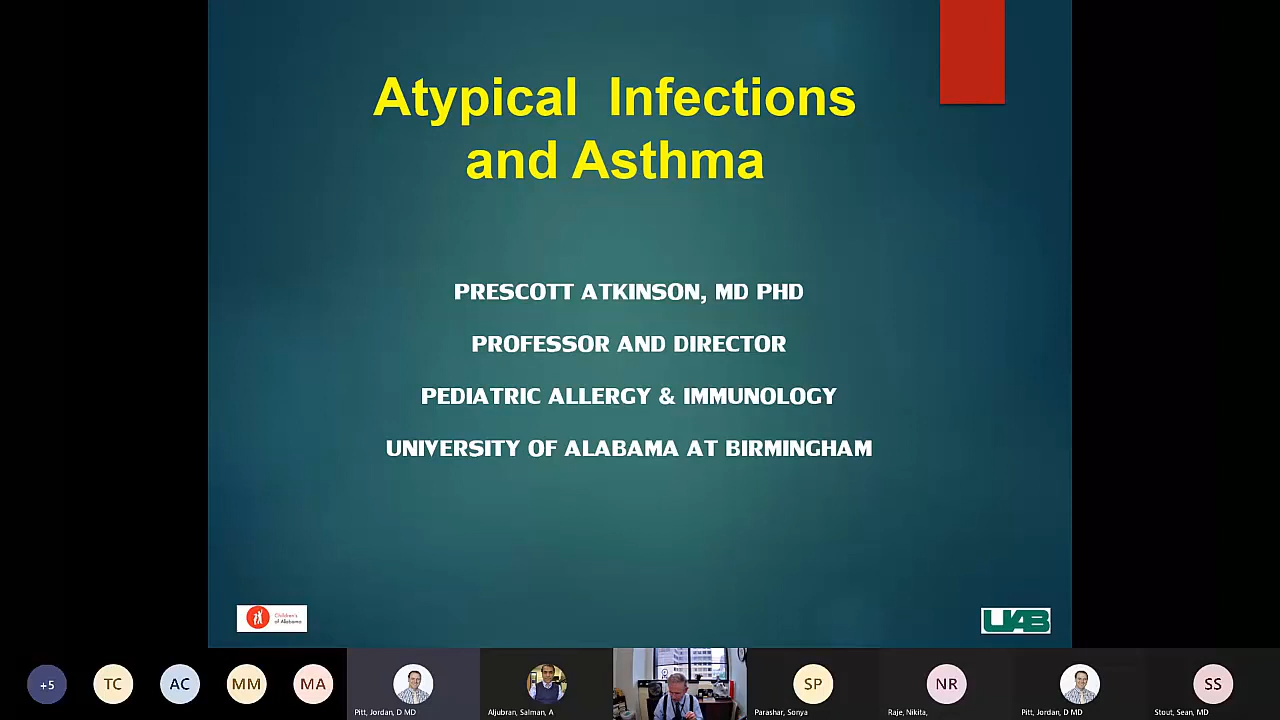 Atypical Infections
and Asthma
PRESCOTT ATKINSON, MD PHD
PROFESSOR AND DIRECTOR
PEDIATRIC ALLERGY & IMMUNOLOGY
UNIVERSITY OF ALABAMA AT BIRMINGHAM
Children's
of Alabama
UAB
+5
TC
AC
MM
MA
SP
NR
SS
Pitt, Jordan, D MD
Aljubran, Salman, A
Parashar, Sonya
Raje, Nikita,
Pitt, Jordan, D MD
Stout, Sean, MD